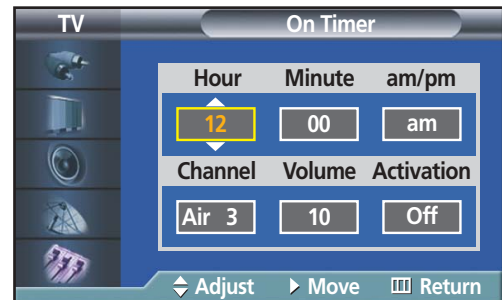 TV On Timer
Hour Minute am/pm
12 00 am
Channel Volume Activation
Air 3 10 Off
Adjust Move Return